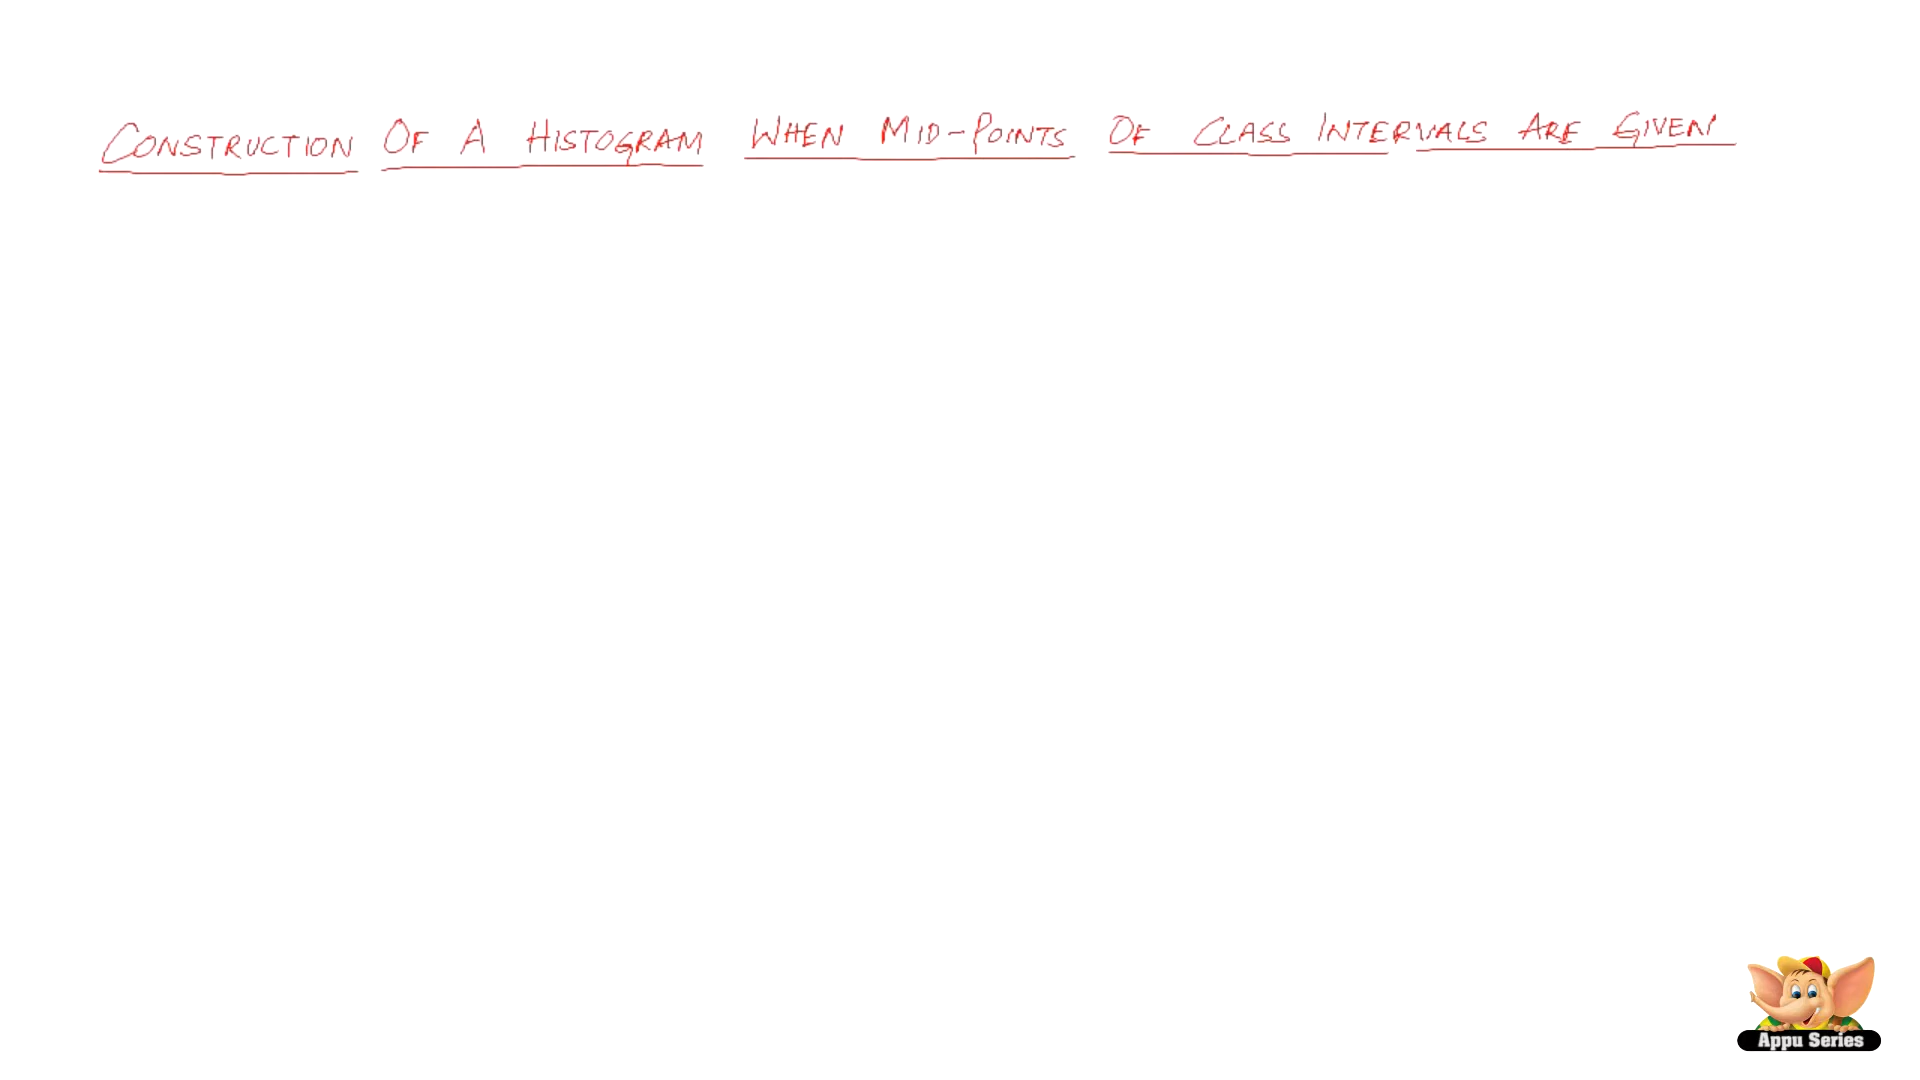 CONSTRUCTION OF A HISTOGRAM WHEN MID-POINTS OF CLASS INTERVALS ARE GIVEN
Appu Series